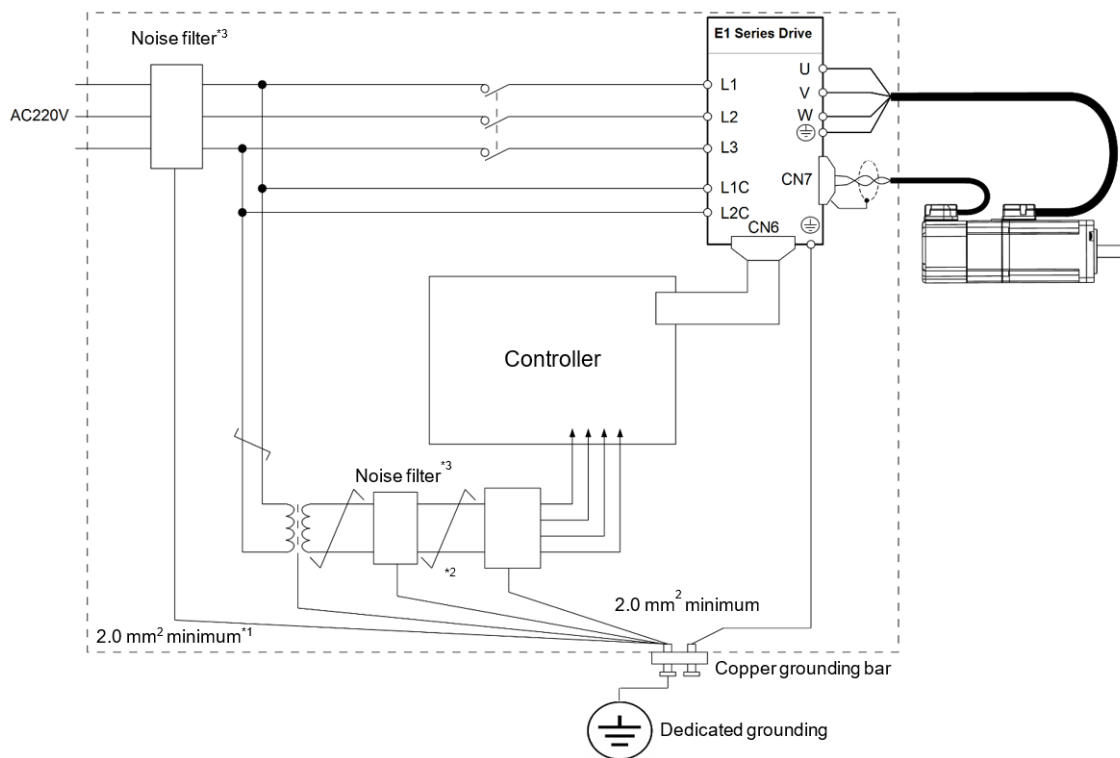 Noise filter*3
E1 Series Drive
AC220V
L1
L2
L3
L1C
L2C
U
V
W
CN7
CN6
Controller
Noise filter*3
*2
2.0 mm² minimum
2.0 mm² minimum*1
Copper grounding bar
Dedicated grounding